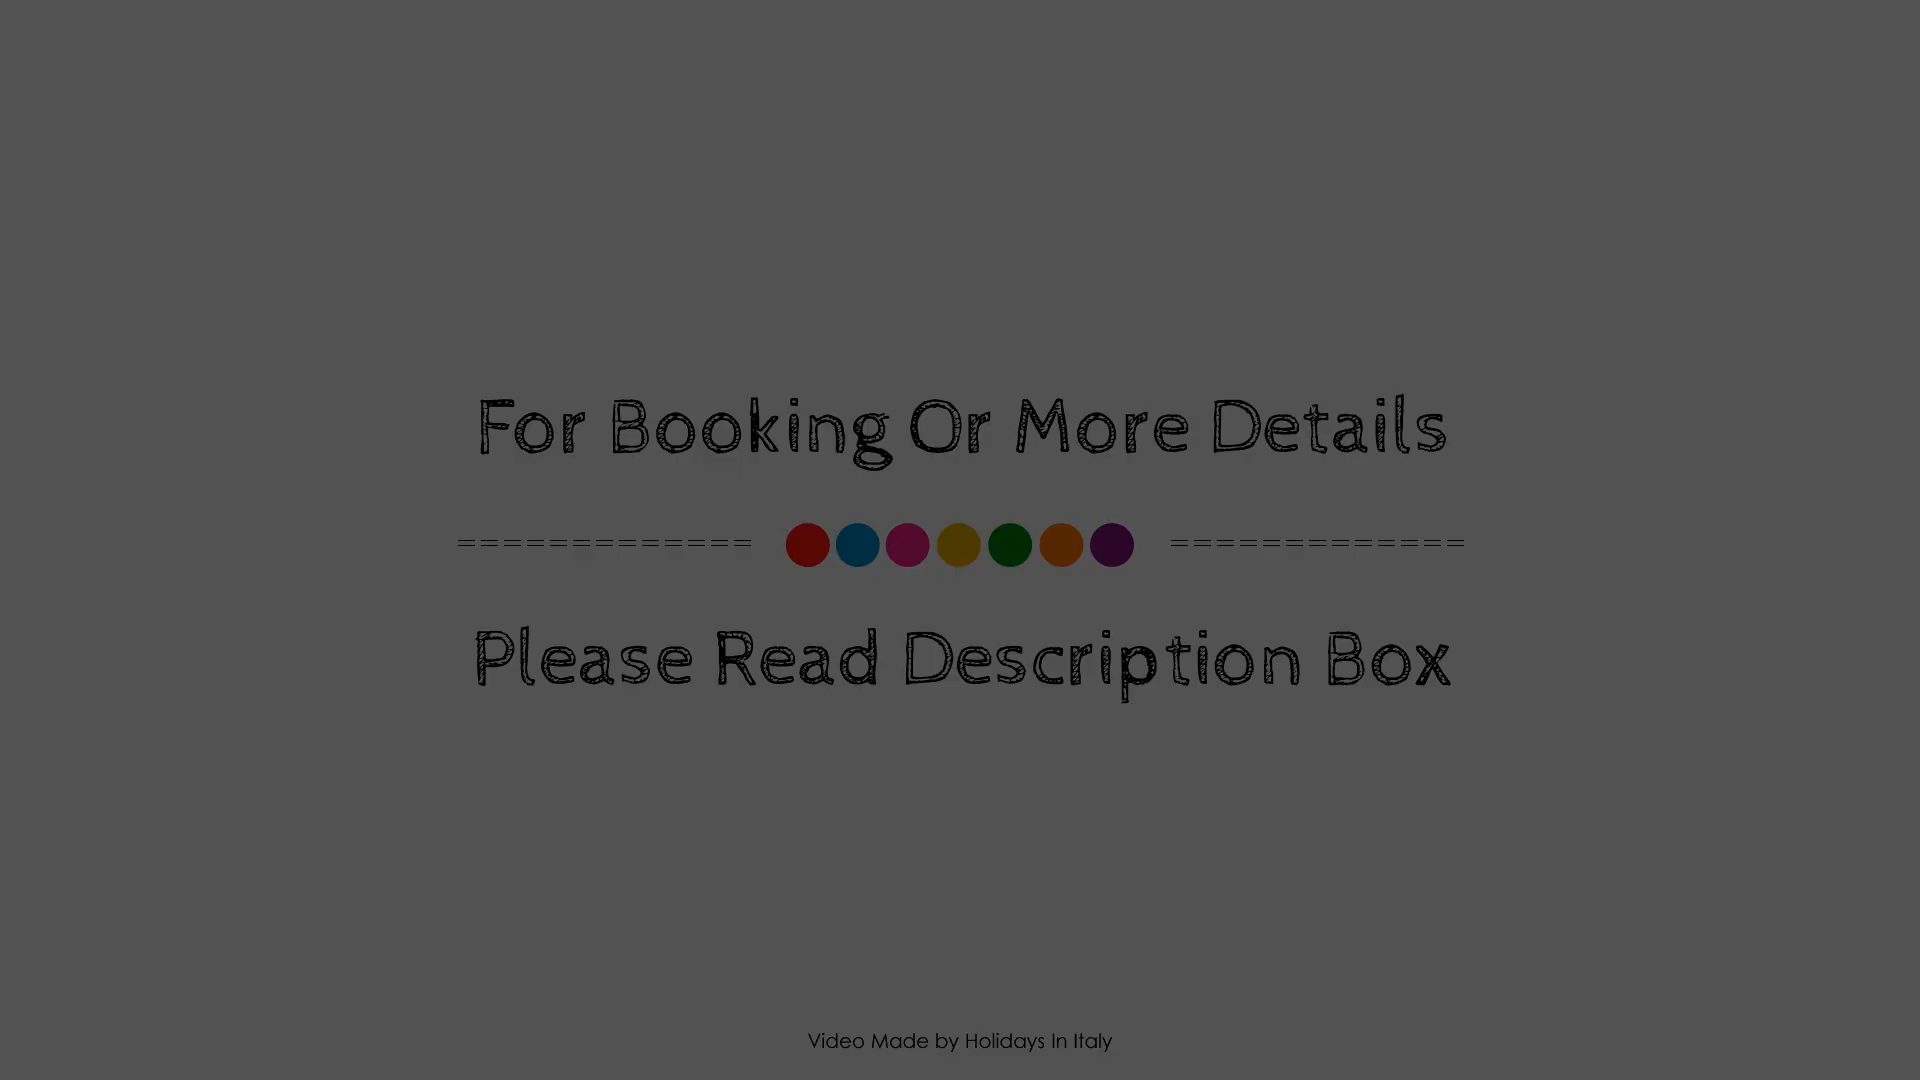 For Booking Or More Details
============= =============
Please Read Description Box
Video Made by Holidays In Italy